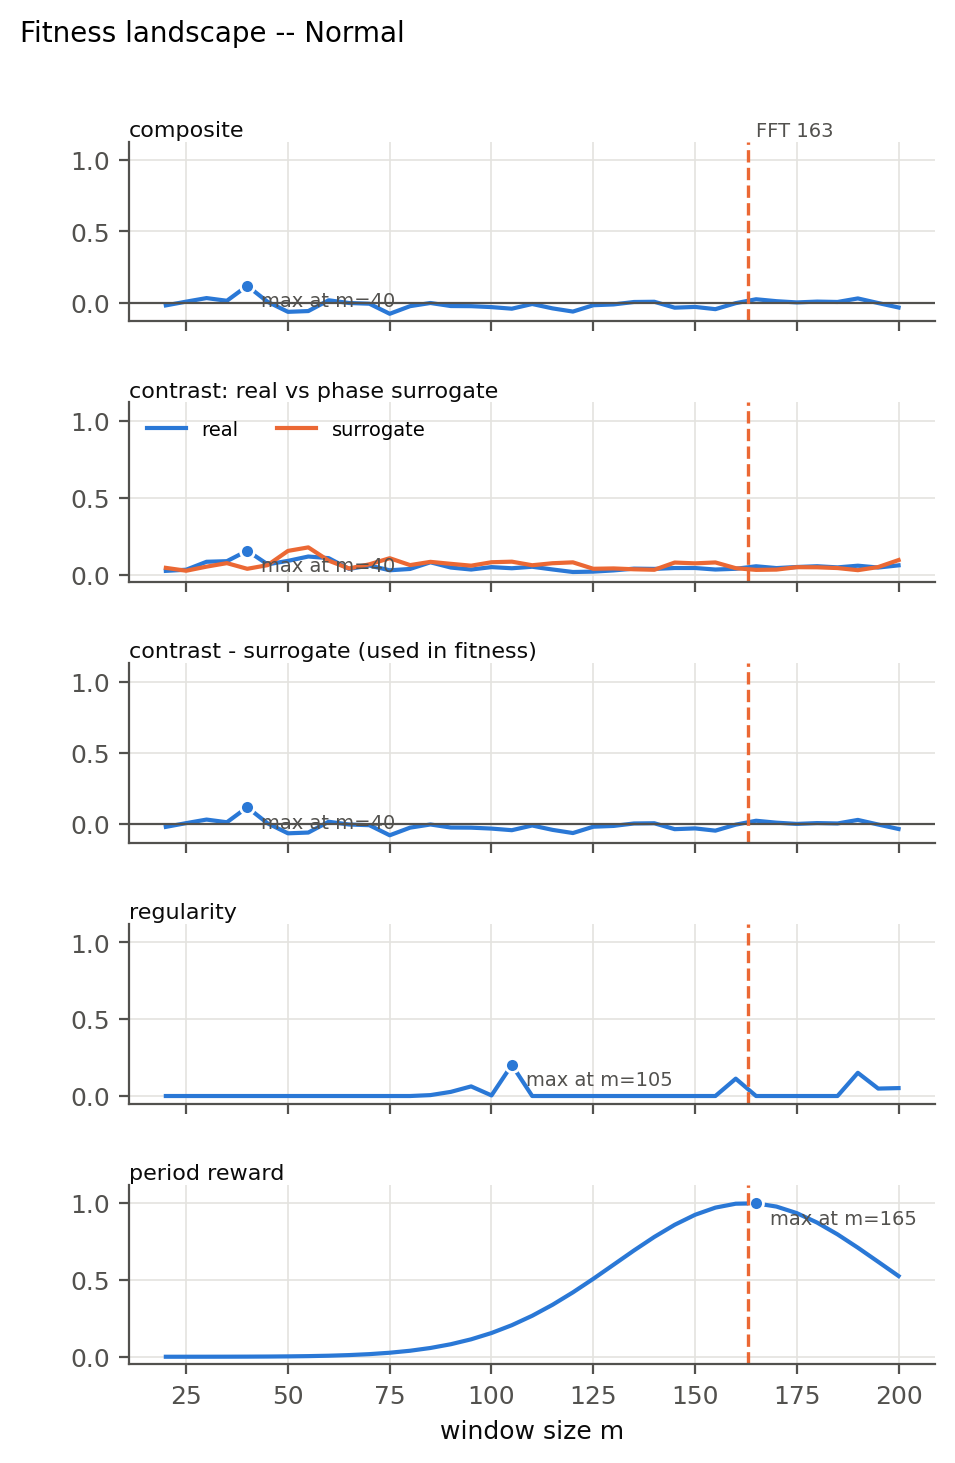 Fitness landscape -- Normal
composite
FFT 163
1.0
0.5
0.0
max at m=40
contrast: real vs phase surrogate
1.0
real
surrogate
0.5
0.0
max at m=40
contrast - surrogate (used in fitness)
1.0
0.5
0.0
max at m=40
regularity
1.0
0.5
0.0
max at m=105
period reward
1.0
max at m=165
0.5
0.0
25 50 75 100 125 150 175 200
window size m